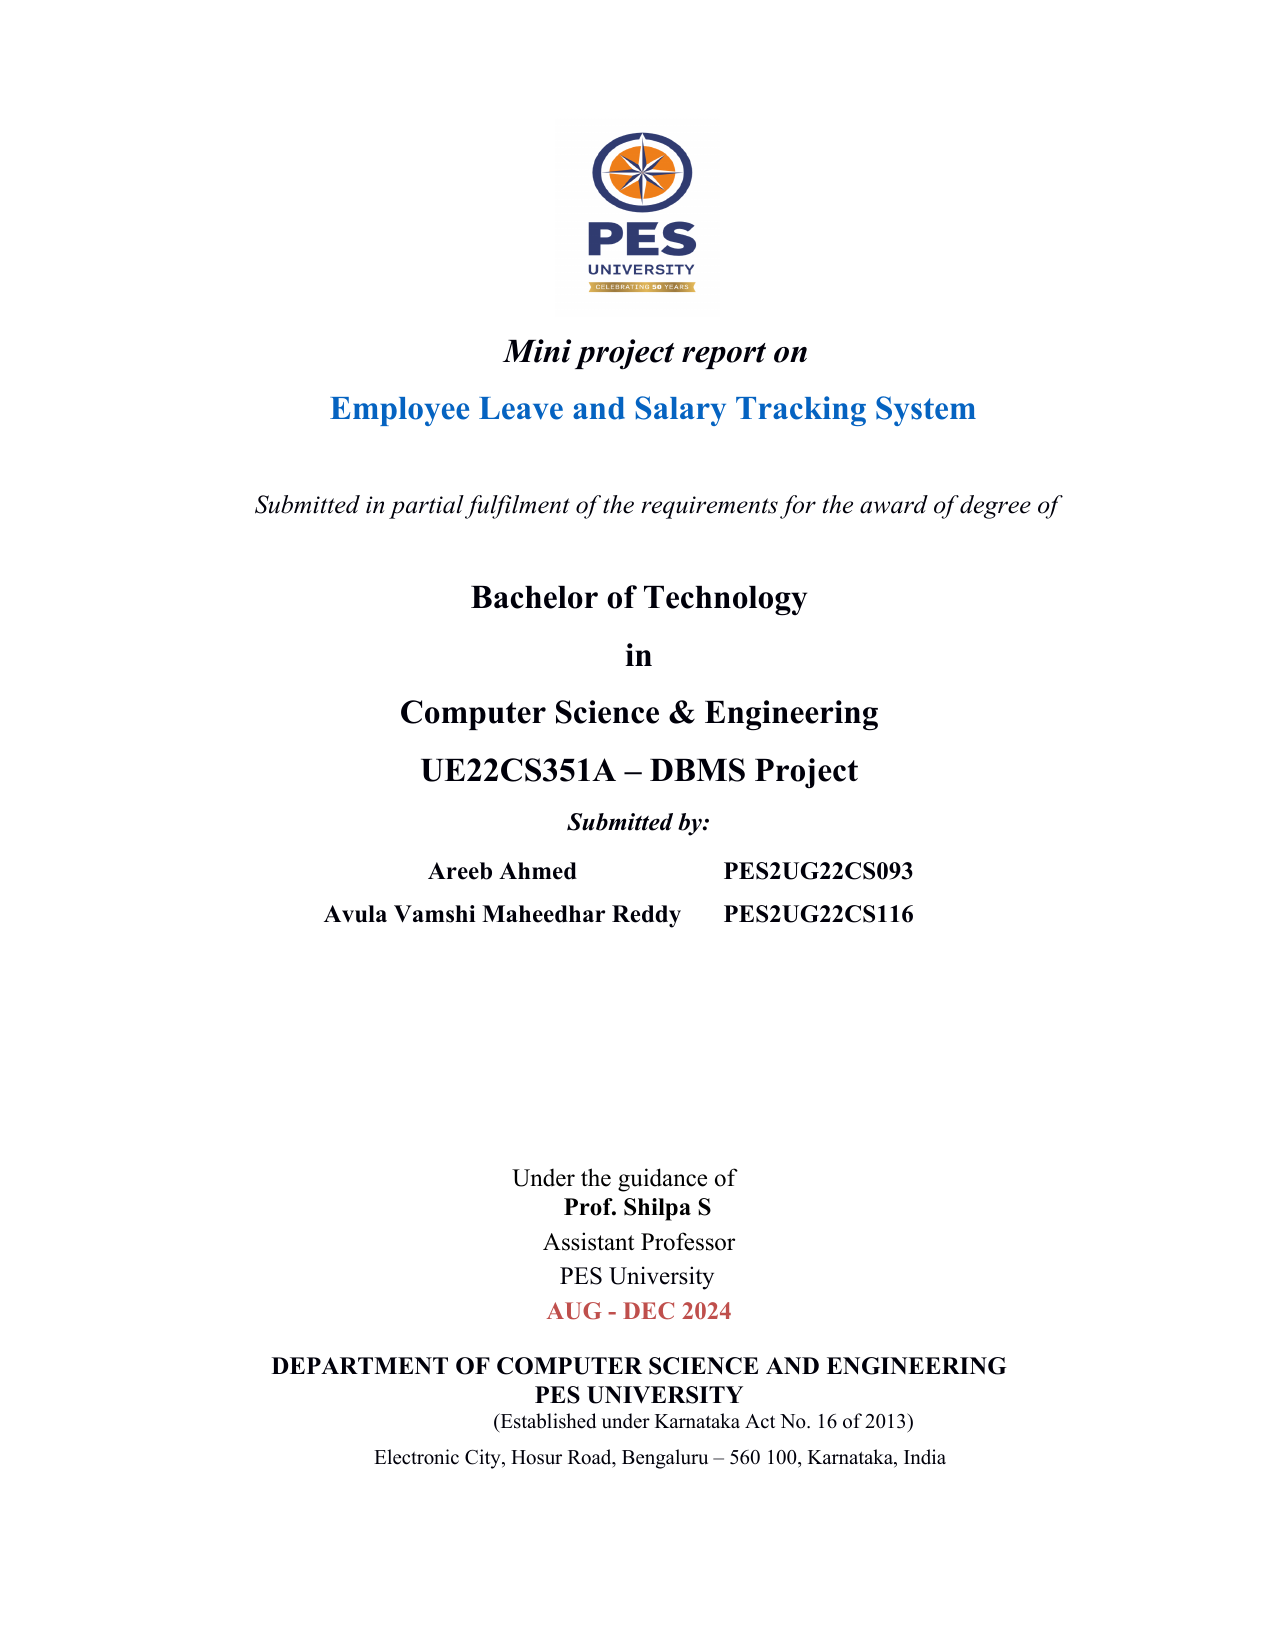 PES
UNIVERSITY
CELEBRATING 50 YEARS
Mini project report on
Employee Leave and Salary Tracking System
Submitted in partial fulfilment of the requirements for the award of degree of
Bachelor of Technology
in
Computer Science & Engineering
UE22CS351A – DBMS Project
Submitted by:
Areeb Ahmed PES2UG22CS093
Avula Vamshi Maheedhar Reddy PES2UG22CS116
Under the guidance of
Prof. Shilpa S
Assistant Professor
PES University
AUG - DEC 2024
DEPARTMENT OF COMPUTER SCIENCE AND ENGINEERING
PES UNIVERSITY
(Established under Karnataka Act No. 16 of 2013)
Electronic City, Hosur Road, Bengaluru – 560 100, Karnataka, India